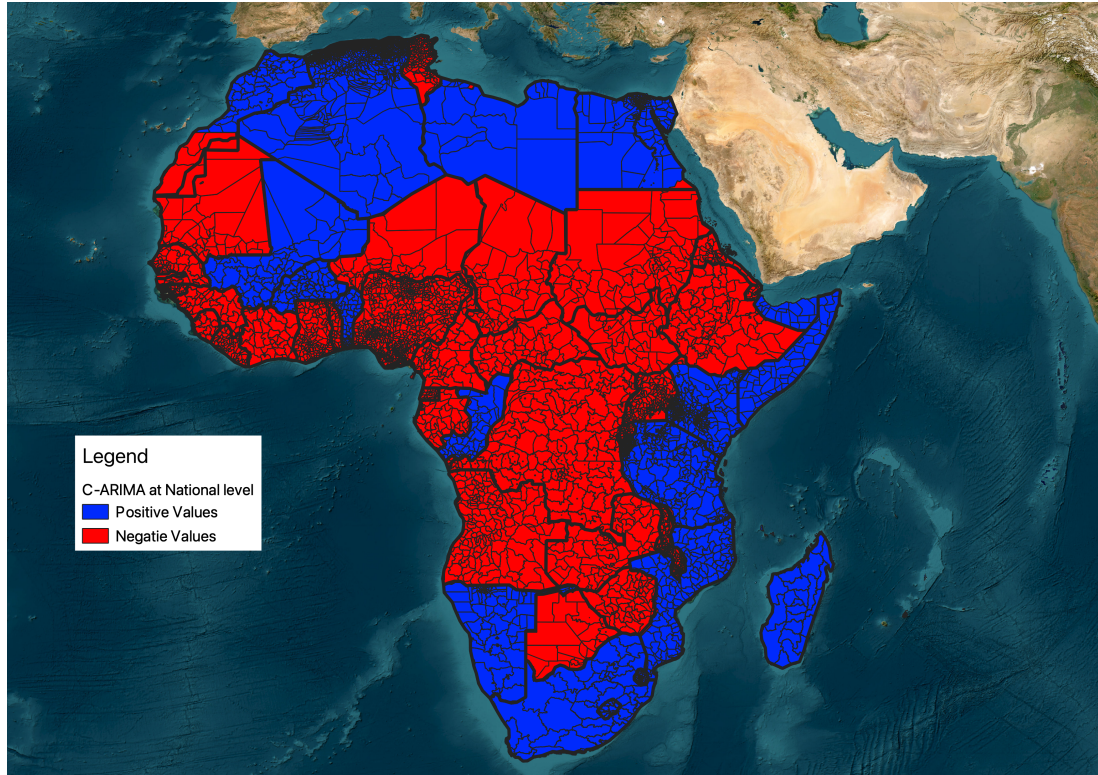 Legend
C-ARIMA at National level
Positive Values
Negatie Values